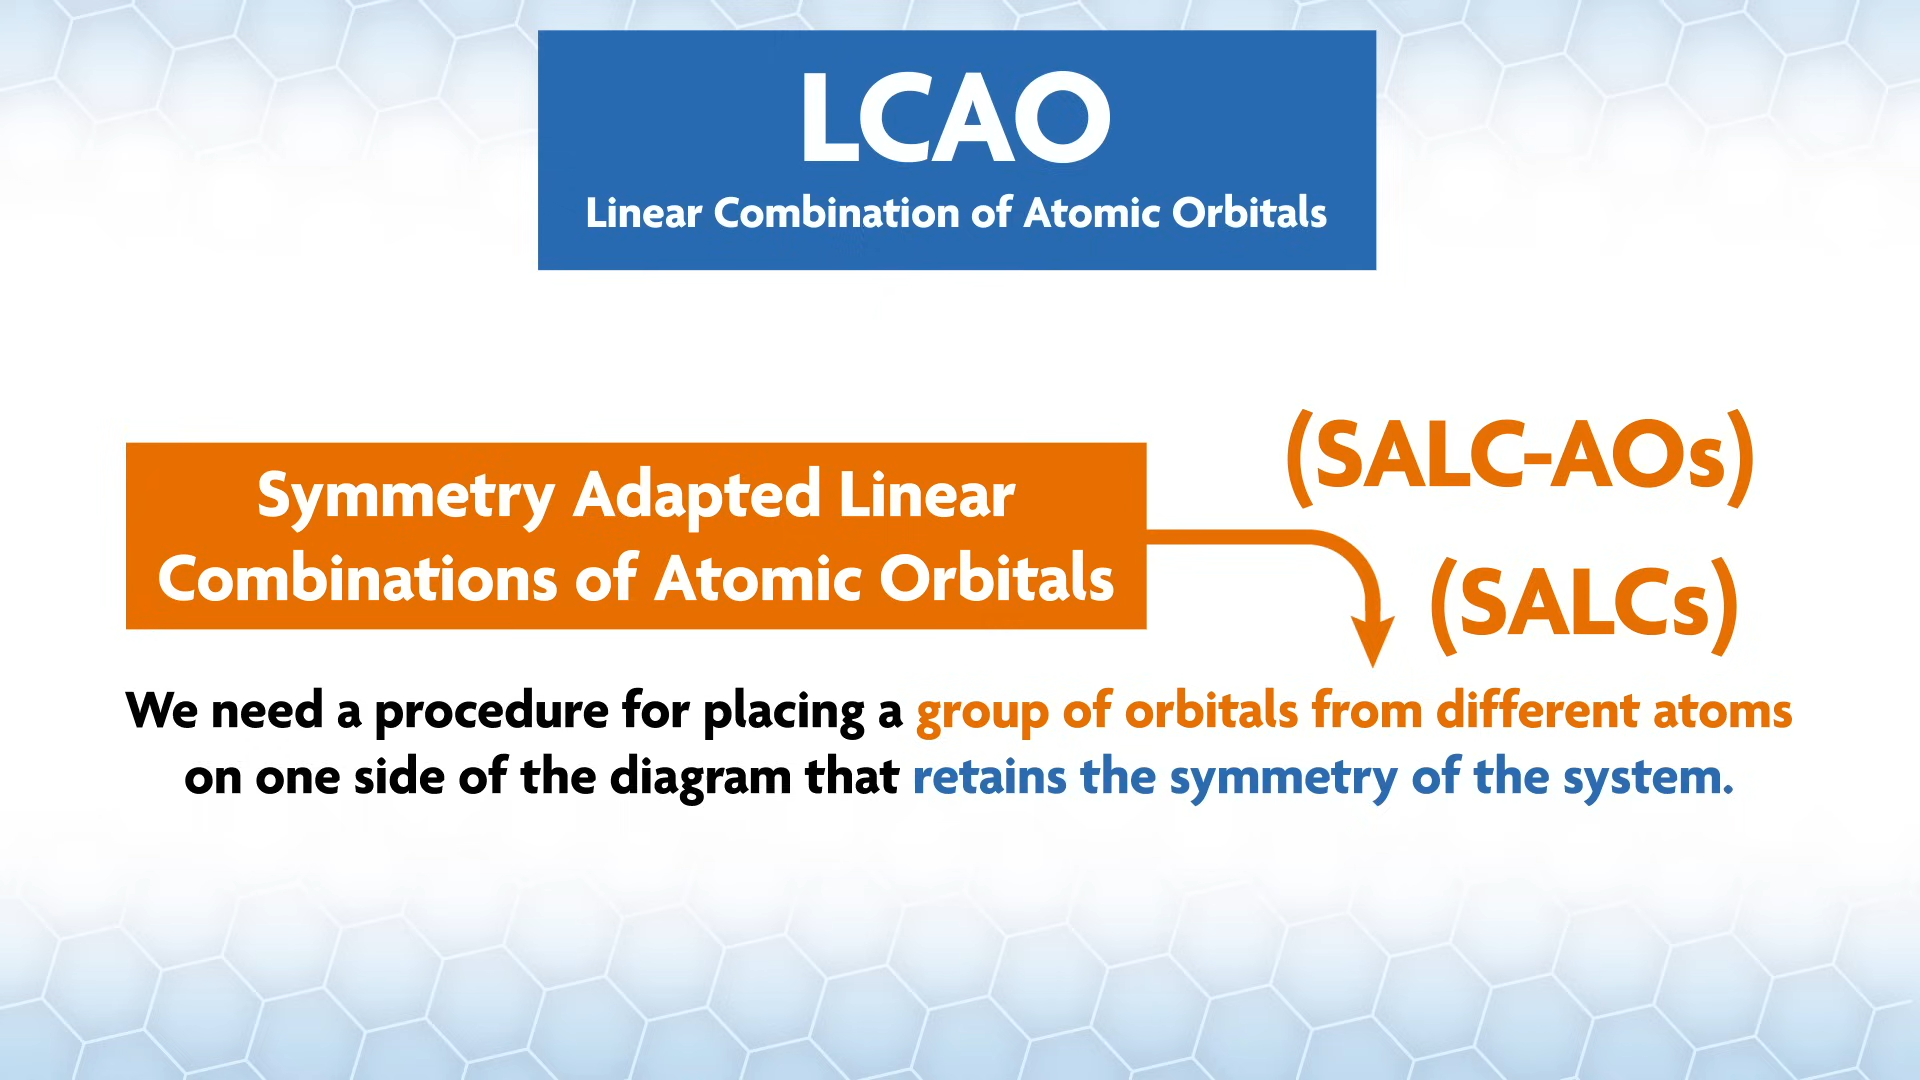 LCAO
Linear Combination of Atomic Orbitals
Symmetry Adapted Linear
Combinations of Atomic Orbitals
(SALC-AOs)
(SALCs)
We need a procedure for placing a group of orbitals from different atoms
on one side of the diagram that retains the symmetry of the system.